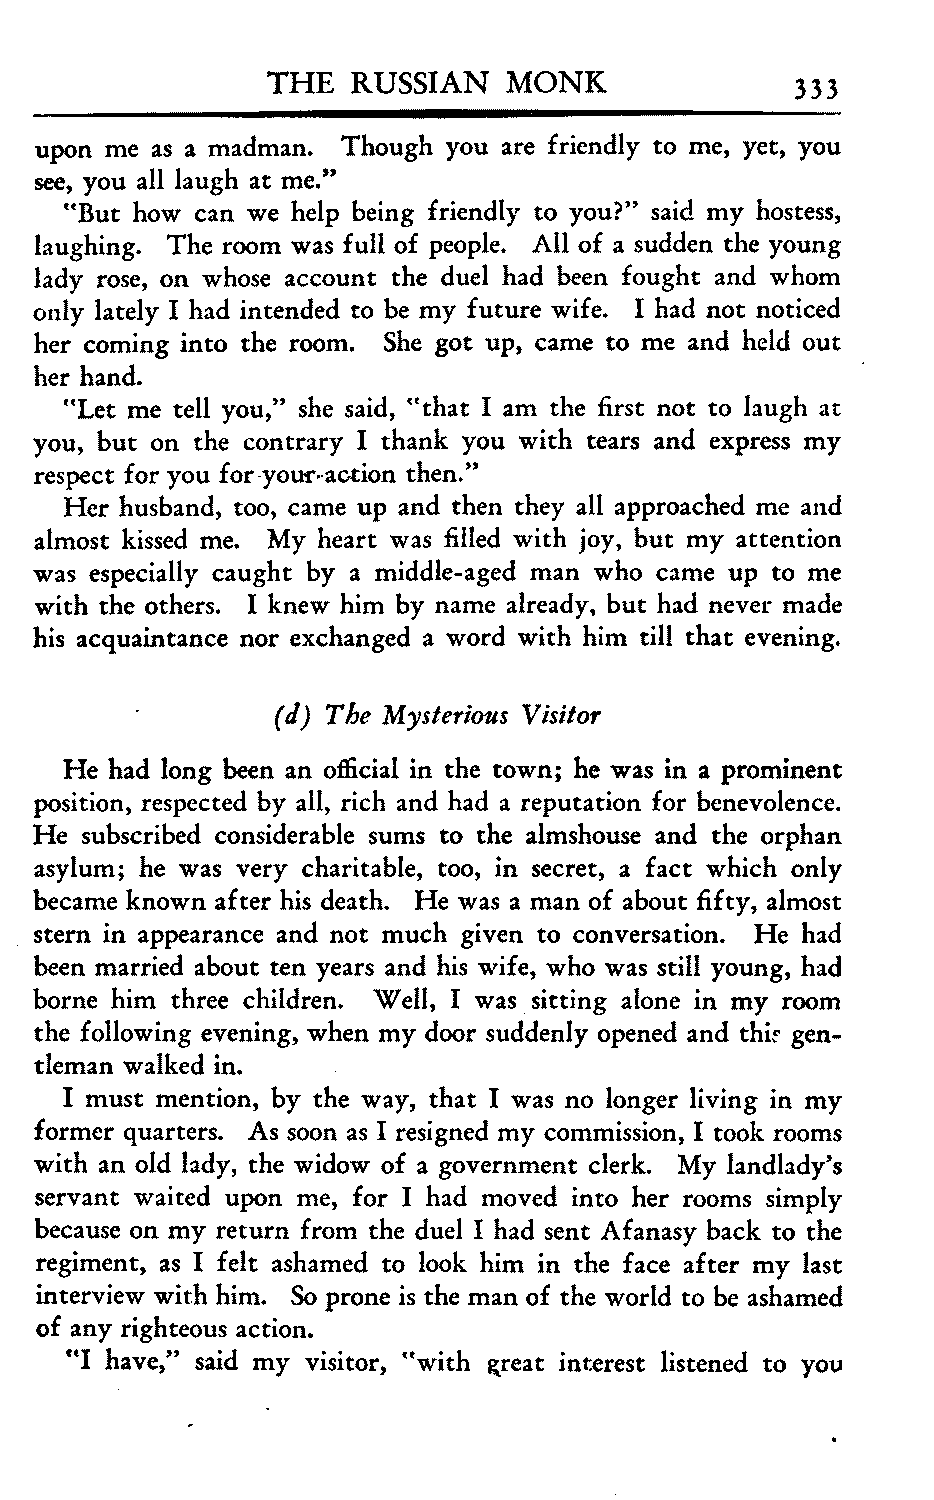 THE RUSSIAN MONK 333
upon me as a madman. Though you are friendly to me, yet, you
see, you all laugh at me."
"But how can we help being friendly to you?" said my hostess,
laughing. The room was full of people. All of a sudden the young
lady rose, on whose account the duel had been fought and whom
only lately I had intended to be my future wife. I had not noticed
her coming into the room. She got up, came to me and held out
her hand.
"Let me tell you," she said, "that I am the first not to laugh at
you, but on the contrary I thank you with tears and express my
respect for you for your action then."
Her husband, too, came up and then they all approached me and
almost kissed me. My heart was filled with joy, but my attention
was especially caught by a middle-aged man who came up to me
with the others. I knew him by name already, but had never made
his acquaintance nor exchanged a word with him till that evening.
(d) The Mysterious Visitor
He had long been an official in the town; he was in a prominent
position, respected by all, rich and had a reputation for benevolence.
He subscribed considerable sums to the almshouse and the orphan
asylum; he was very charitable, too, in secret, a fact which only
became known after his death. He was a man of about fifty, almost
stern in appearance and not much given to conversation. He had
been married about ten years and his wife, who was still young, had
borne him three children. Well, I was sitting alone in my room
the following evening, when my door suddenly opened and this gen-
tleman walked in.
I must mention, by the way, that I was no longer living in my
former quarters. As soon as I resigned my commission, I took rooms
with an old lady, the widow of a government clerk. My landlady's
servant waited upon me, for I had moved into her rooms simply
because on my return from the duel I had sent Afanasy back to the
regiment, as I felt ashamed to look him in the face after my last
interview with him. So prone is the man of the world to be ashamed
of any righteous action.
"I have," said my visitor, "with great interest listened to you